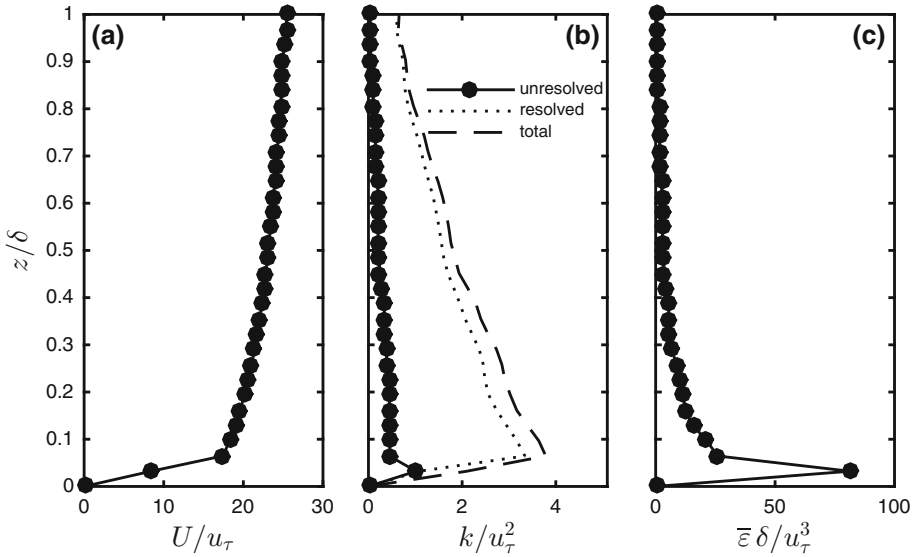 (a)
(b)
(c)
unresolved
resolved
total
1
0.9
0.8
0.7
0.6
0.5
0.4
0.3
0.2
0.1
0
z/δ
0 10 20 30
0 2 4
0 50 100
U/u_τ
k/u_τ^2
ε̅ δ/u_τ^3